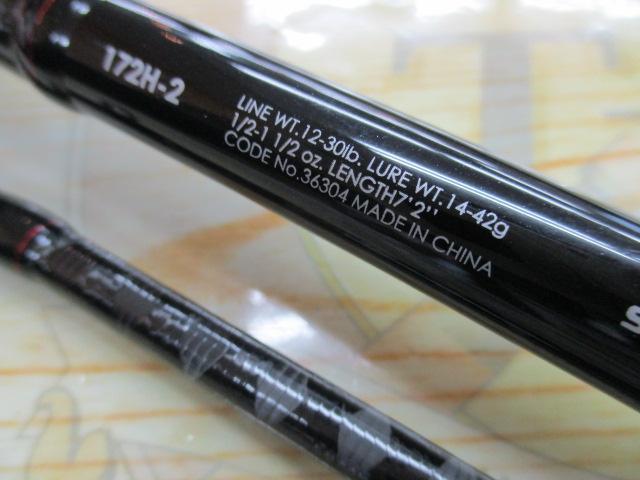 172H-2
LINE WT.12-30lb. LURE WT.14-42g
1/2-1 1/2 oz. LENGTH7'2''
CODE No.36304 MADE IN CHINA